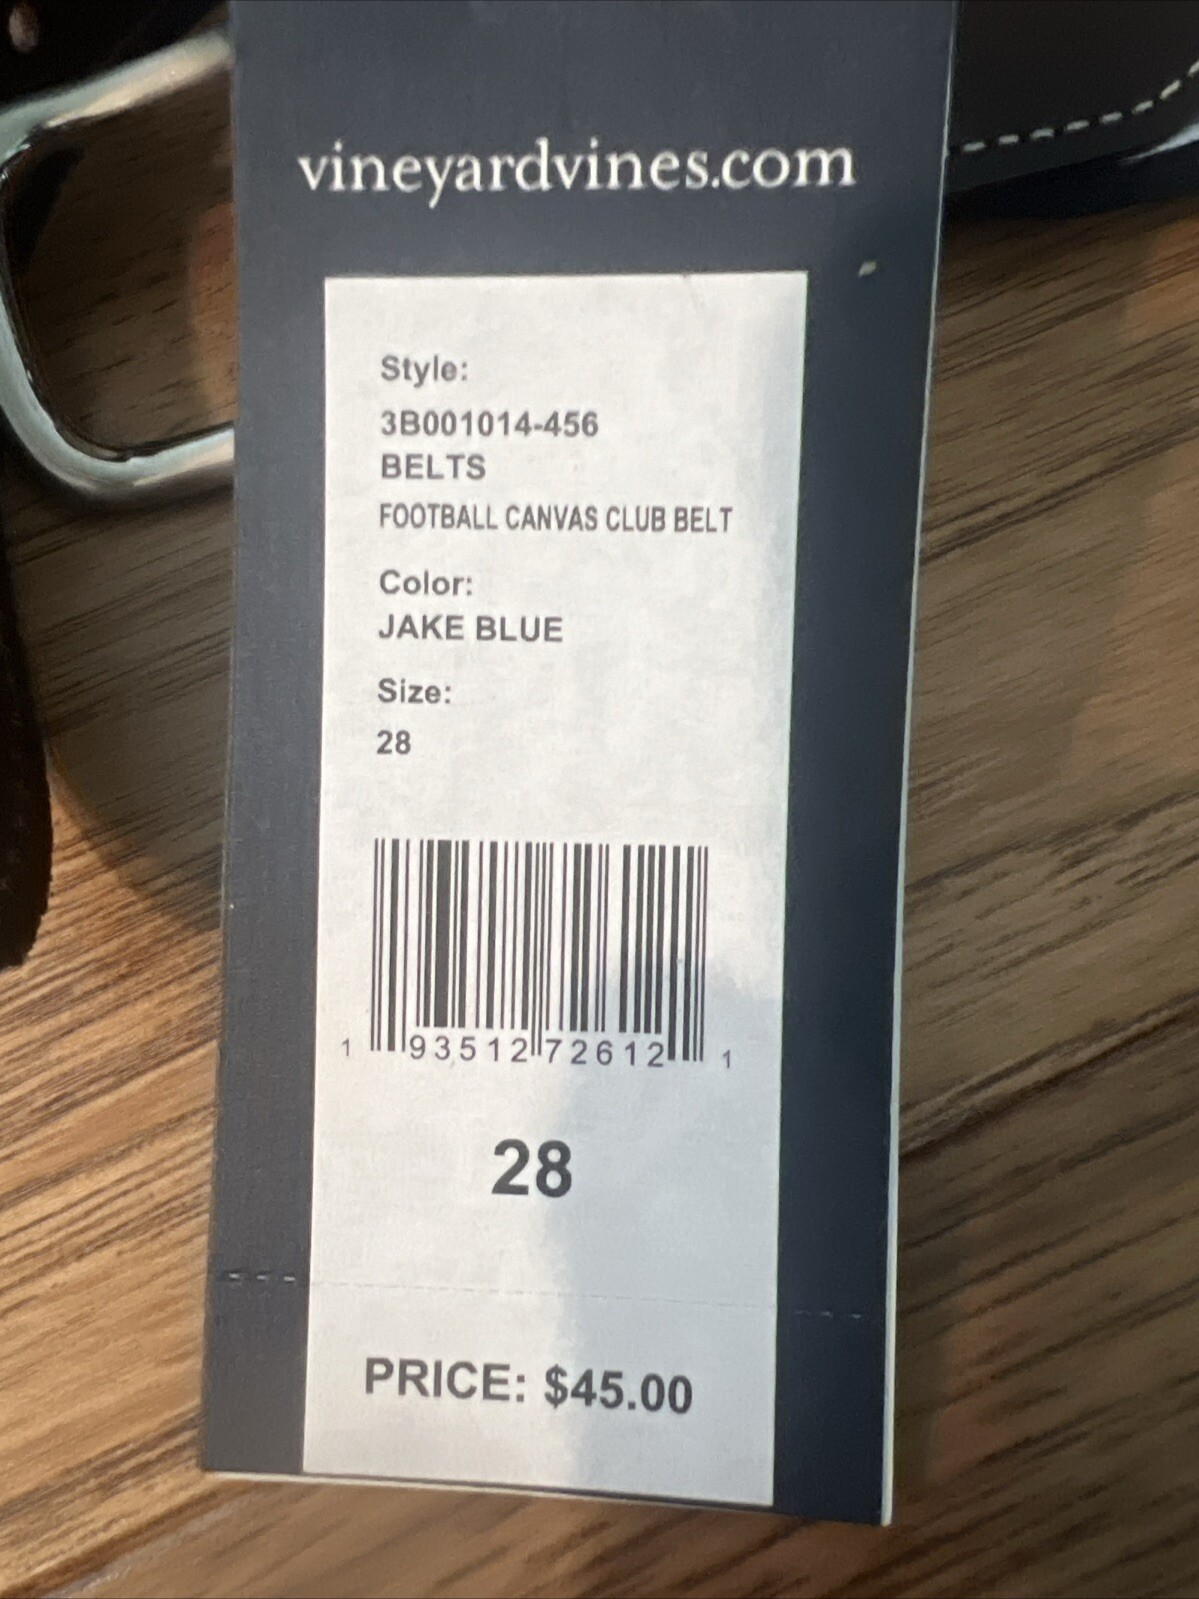 vineyardvines.com
Style:
3B001014-456
BELTS
FOOTBALL CANVAS CLUB BELT
Color:
JAKE BLUE
Size:
28
1 93512 72612 1
28
PRICE: $45.00